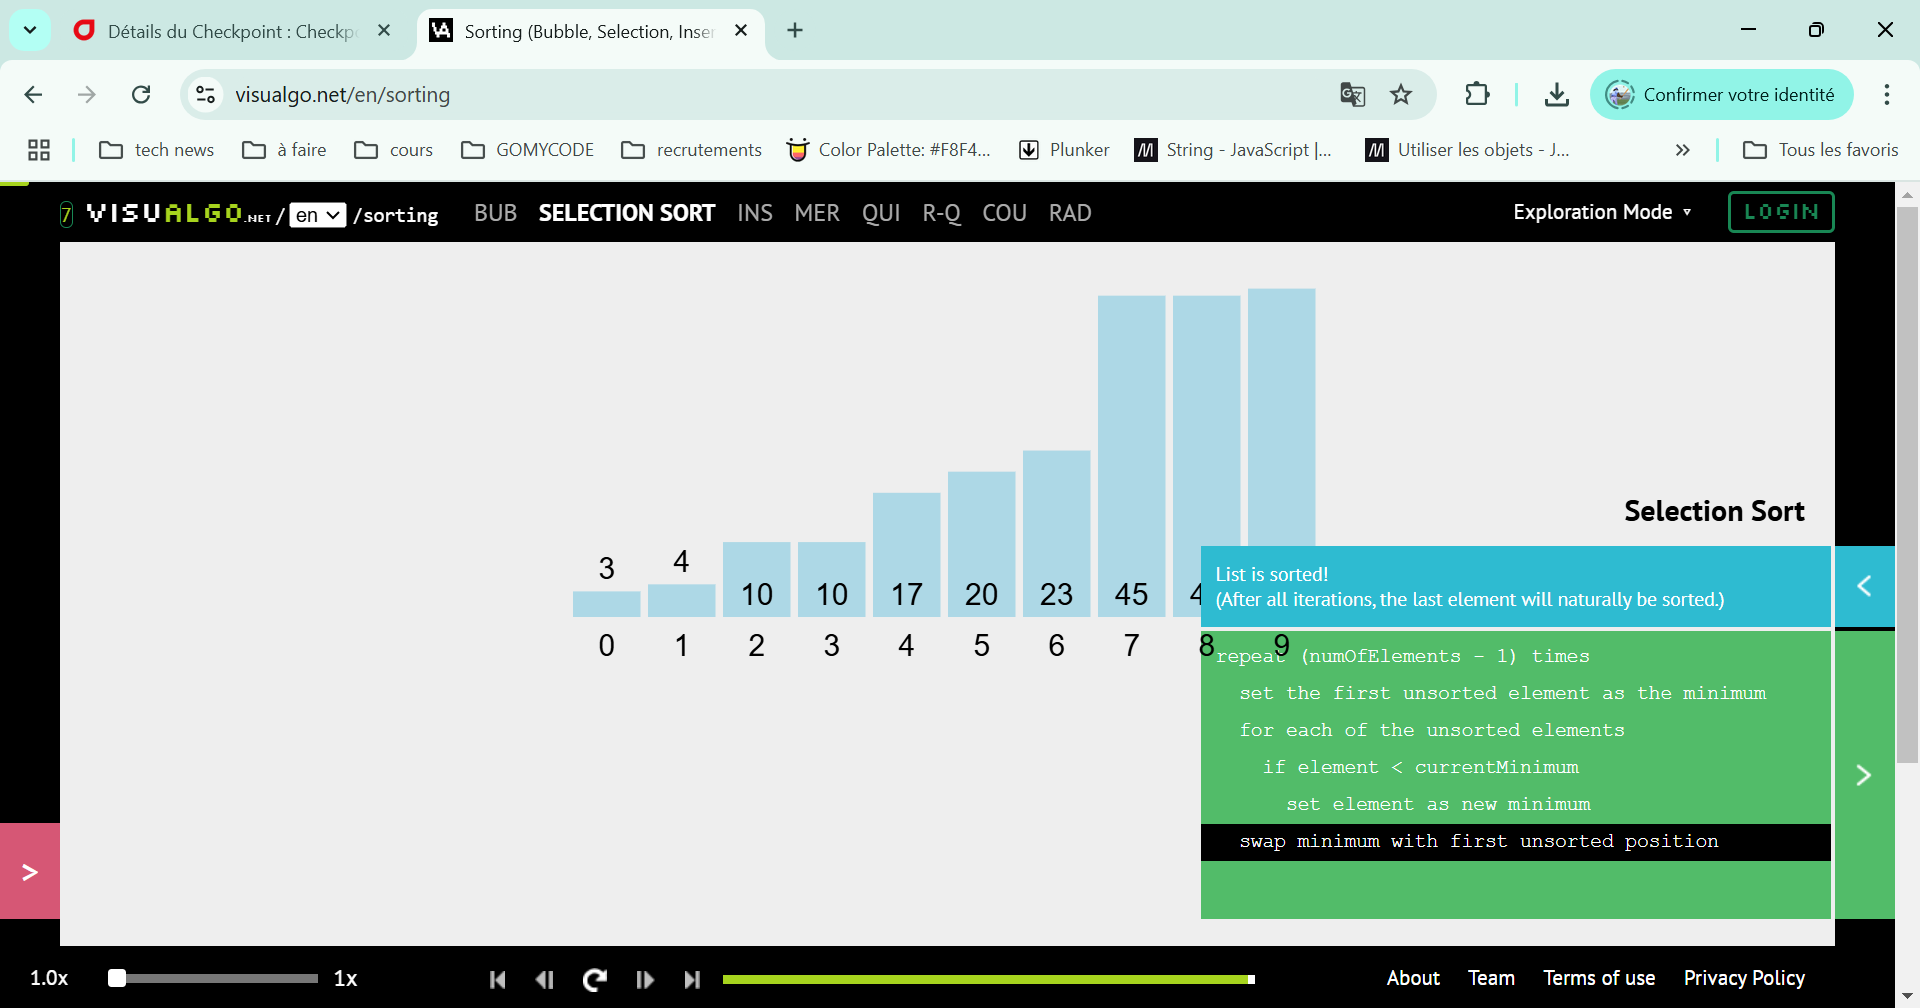 Détails du Checkpoint : Checkp
Sorting (Bubble, Selection, Inser
visualgo.net/en/sorting
Confirmer votre identité
tech news
à faire
cours
GOMYCODE
recrutements
Color Palette: #F8F4...
Plunker
String - JavaScript |...
Utiliser les objets - J...
Tous les favoris
7 VISUALGO.NET/ en /sorting
BUB SELECTION SORT INS MER QUI R-Q COU RAD
Exploration Mode ▾
LOGIN
3 4 10 10 17 20 23 45 4
0 1 2 3 4 5 6 7 8 9
Selection Sort
List is sorted!
(After all iterations, the last element will naturally be sorted.)
repeat (numOfElements - 1) times
set the first unsorted element as the minimum
for each of the unsorted elements
if element < currentMinimum
set element as new minimum
swap minimum with first unsorted position
1.0x 1x
About Team Terms of use Privacy Policy